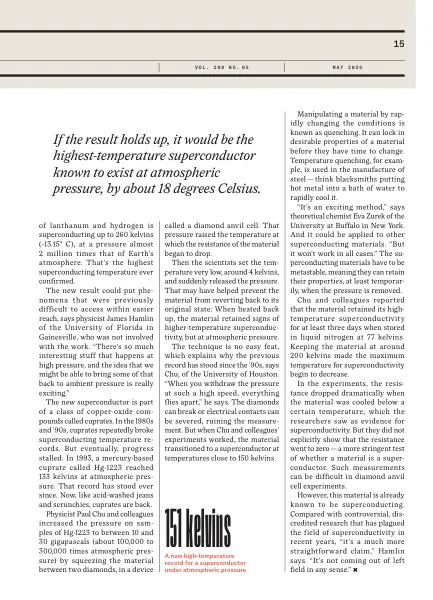 15
VOL. 208 NO. 05
MAY 2026
If the result holds up, it would be the
highest-temperature superconductor
known to exist at atmospheric
pressure, by about 18 degrees Celsius.
of lanthanum and hydrogen is
superconducting up to 260 kelvins
(-13.15° C), at a pressure almost
2 million times that of Earth's
atmosphere. That's the highest
superconducting temperature ever
confirmed.
The new result could put phe-
nomena that were previously
difficult to access within easier
reach, says physicist James Hamlin
of the University of Florida in
Gainesville, who was not involved
with the work. "There's so much
interesting stuff that happens at
high pressure, and the idea that we
might be able to bring some of that
back to ambient pressure is really
exciting."
The new superconductor is part
of a class of copper-oxide com-
pounds called cuprates. In the 1980s
and '90s, cuprates repeatedly broke
superconducting temperature re-
cords. But eventually, progress
stalled. In 1993, a mercury-based
cuprate called Hg-1223 reached
133 kelvins at atmospheric pres-
sure. That record has stood ever
since. Now, like acid-washed jeans
and scrunchies, cuprates are back.
Physicist Paul Chu and colleagues
increased the pressure on sam-
ples of Hg-1223 to between 10 and
30 gigapascals (about 100,000 to
300,000 times atmospheric pres-
sure) by squeezing the material
between two diamonds, in a device
called a diamond anvil cell. That
pressure raised the temperature at
which the resistance of the material
began to drop.
Then the scientists set the tem-
perature very low, around 4 kelvins,
and suddenly released the pressure.
That may have helped prevent the
material from reverting back to its
original state: When heated back
up, the material retained signs of
higher-temperature superconduc-
tivity, but at atmospheric pressure.
The technique is no easy feat,
which explains why the previous
record has stood since the '90s, says
Chu, of the University of Houston.
"When you withdraw the pressure
at such a high speed, everything
flies apart," he says. The diamonds
can break or electrical contacts can
be severed, ruining the measure-
ment. But when Chu and colleagues'
experiments worked, the material
transitioned to a superconductor at
temperatures close to 150 kelvins.
151 kelvins
A new high-temperature
record for a superconductor
under atmospheric pressure
Manipulating a material by rap-
idly changing the conditions is
known as quenching. It can lock in
desirable properties of a material
before they have time to change.
Temperature quenching, for exam-
ple, is used in the manufacture of
steel — think blacksmiths putting
hot metal into a bath of water to
rapidly cool it.
"It's an exciting method," says
theoretical chemist Eva Zurek of the
University at Buffalo in New York.
And it could be applied to other
superconducting materials. "But
it won't work in all cases." The su-
perconducting materials have to be
metastable, meaning they can retain
their properties, at least temporar-
ily, when the pressure is removed.
Chu and colleagues reported
that the material retained its high-
temperature superconductivity
for at least three days when stored
in liquid nitrogen at 77 kelvins.
Keeping the material at around
200 kelvins made the maximum
temperature for superconductivity
begin to decrease.
In the experiments, the resis-
tance dropped dramatically when
the material was cooled below a
certain temperature, which the
researchers saw as evidence for
superconductivity. But they did not
explicitly show that the resistance
went to zero — a more stringent test
of whether a material is a super-
conductor. Such measurements
can be difficult in diamond anvil
cell experiments.
However, this material is already
known to be superconducting.
Compared with controversial, dis-
credited research that has plagued
the field of superconductivity in
recent years, "it's a much more
straightforward claim," Hamlin
says. "It's not coming out of left
field in any sense." ✖